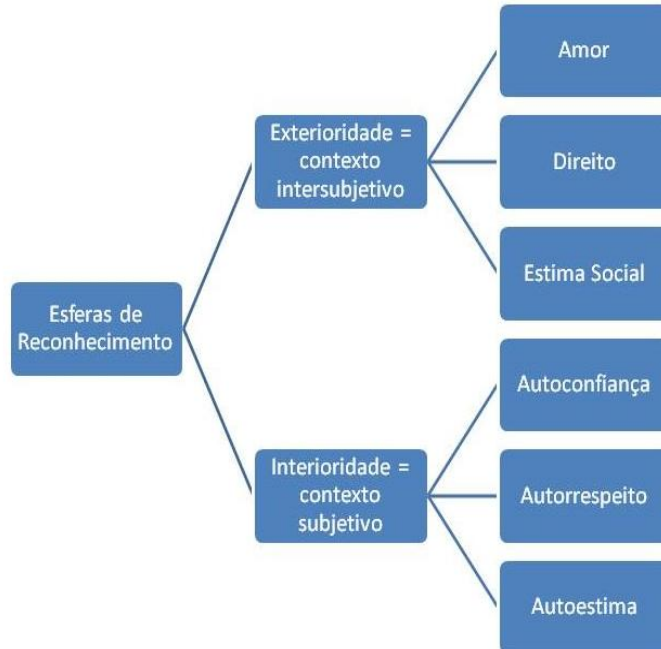 Esferas de
Reconhecimento
Exterioridade =
contexto
intersubjetivo
Amor
Direito
Estima Social
Interioridade =
contexto
subjetivo
Autoconfiança
Autorrespeito
Autoestima